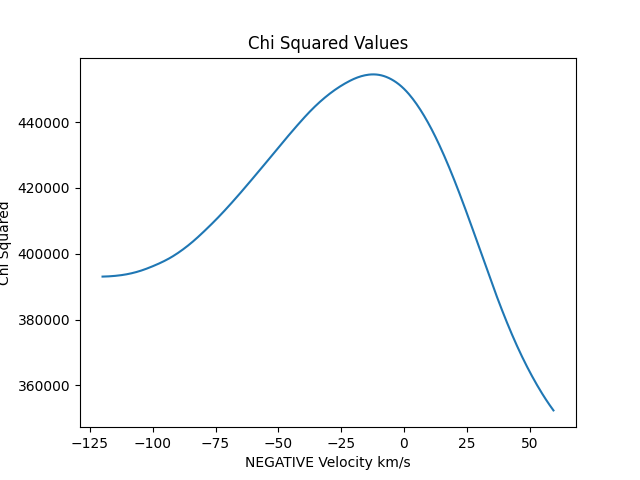 Chi Squared Values
440000
420000
400000
380000
360000
Chi Squared
−125 −100 −75 −50 −25 0 25 50
NEGATIVE Velocity km/s